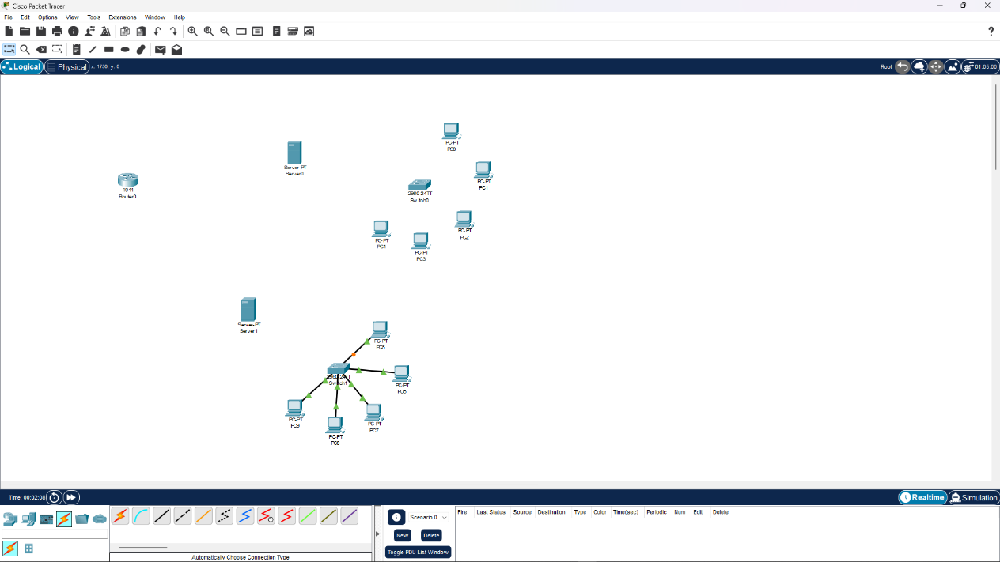 Cisco Packet Tracer
File Edit Options View Tools Extensions Window Help
Logical Physical x: 1750, y: 0 Root 01:05:00
PC-PT
PC0
Server-PT
Server0
PC-PT
PC1
1941
Router0
2960-24TT
Switch0
PC-PT
PC2
PC-PT
PC4
PC-PT
PC3
Server-PT
Server1
PC-PT
PC5
2960-24TT
Switch1
PC-PT
PC6
PC-PT
PC9
PC-PT
PC7
PC-PT
PC8
Time: 00:02:08 Realtime Simulation
Scenario 0 Fire Last Status Source Destination Type Color Time(sec) Periodic Num Edit Delete
New Delete
Toggle PDU List Window
Automatically Choose Connection Type